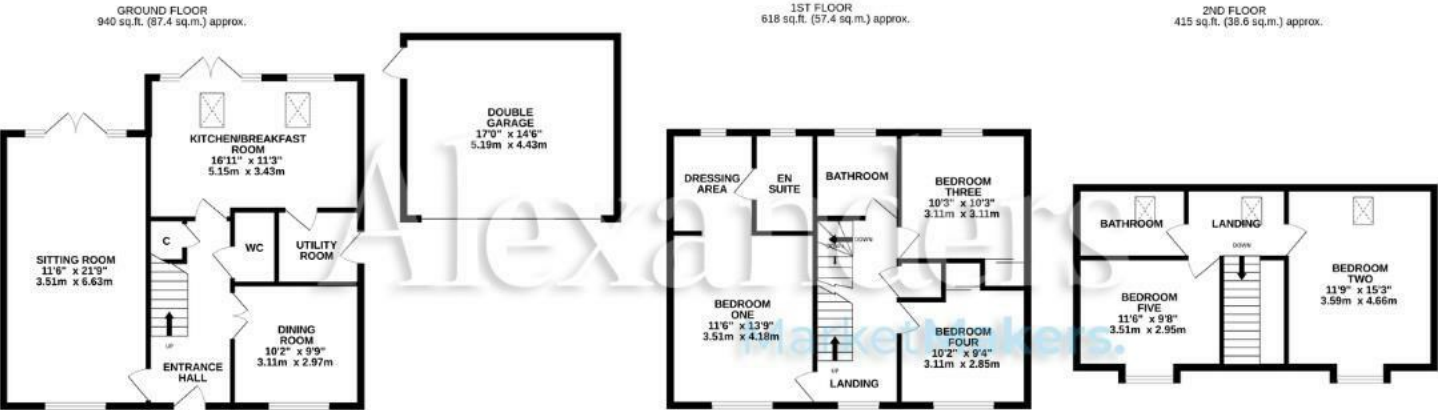 GROUND FLOOR
940 sq.ft. (87.4 sq.m.) approx.
DOUBLE
GARAGE
17'0" x 14'6"
5.19m x 4.43m
KITCHEN/BREAKFAST
ROOM
16'11" x 11'3"
5.15m x 3.43m
SITTING ROOM
11'6" x 21'9"
3.51m x 6.63m
C
WC
UTILITY
ROOM
UP
DINING
ROOM
10'2" x 9'9"
3.11m x 2.97m
ENTRANCE
HALL
1ST FLOOR
618 sq.ft. (57.4 sq.m.) approx.
DRESSING
AREA
EN
SUITE
BATHROOM
BEDROOM
THREE
10'3" x 10'3"
3.11m x 3.11m
DOWN
BEDROOM
ONE
11'6" x 13'9"
3.51m x 4.18m
BEDROOM
FOUR
10'2" x 9'4"
3.11m x 2.85m
UP
LANDING
2ND FLOOR
415 sq.ft. (38.6 sq.m.) approx.
BATHROOM
LANDING
DOWN
BEDROOM
TWO
11'9" x 15'3"
3.59m x 4.66m
BEDROOM
FIVE
11'6" x 9'8"
3.51m x 2.95m
Alexanders
MarketMakers.